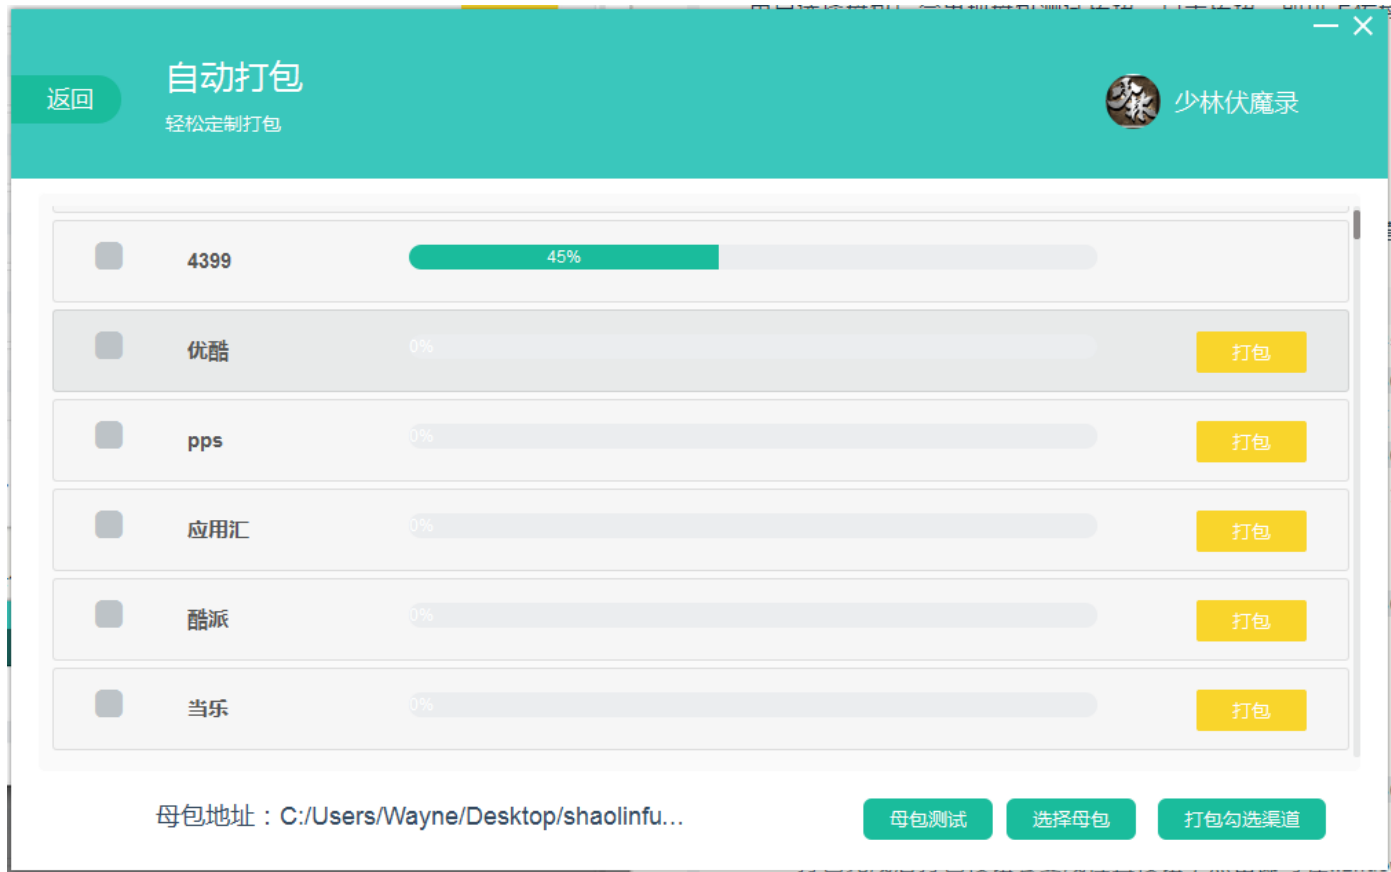 返回
自动打包
轻松定制打包
少林伏魔录
4399
45%
优酷
0%
打包
pps
0%
打包
应用汇
0%
打包
酷派
0%
打包
当乐
0%
打包
母包地址：C:/Users/Wayne/Desktop/shaolinfu...
母包测试
选择母包
打包勾选渠道